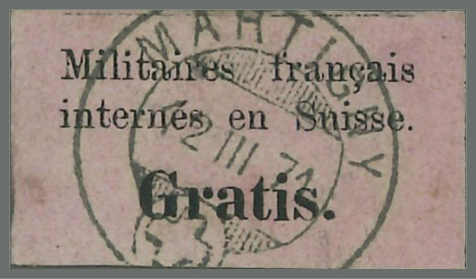 MARTIGNY
Militaires français
internés en Suisse.
12 III 71
Gratis.